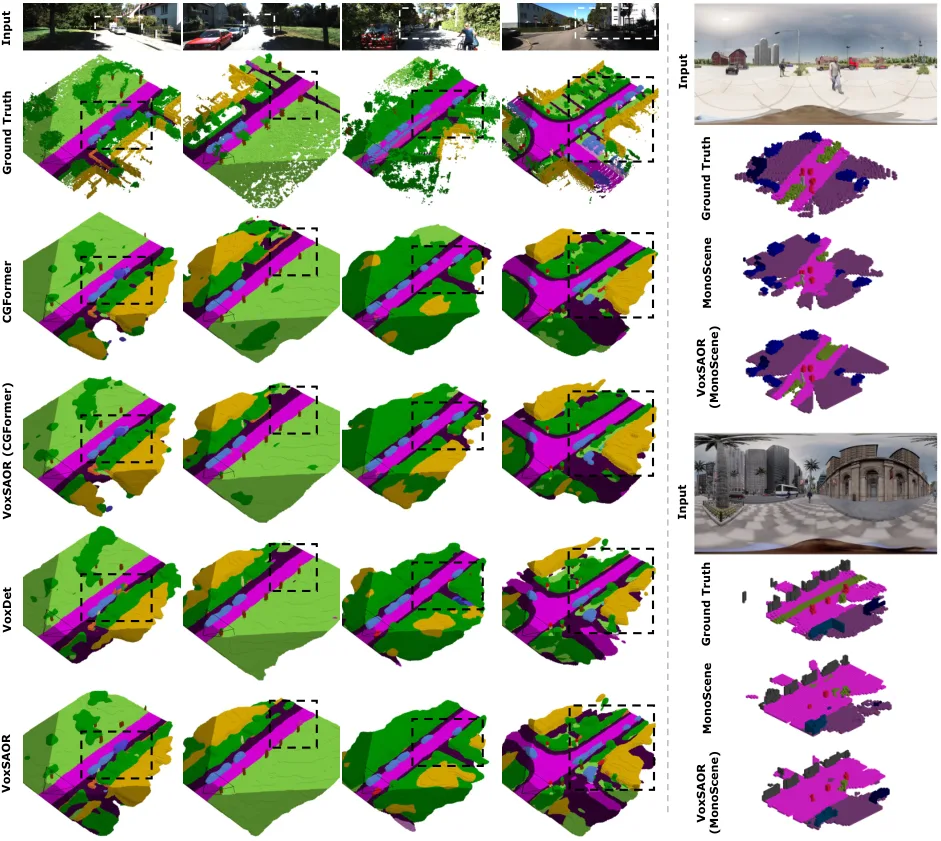 Input
Ground Truth
CGFormer
VoxSAOR (CGFormer)
VoxDet
VoxSAOR
Input
Ground Truth
MonoScene
VoxSAOR
(MonoScene)
Input
Ground Truth
MonoScene
VoxSAOR
(MonoScene)